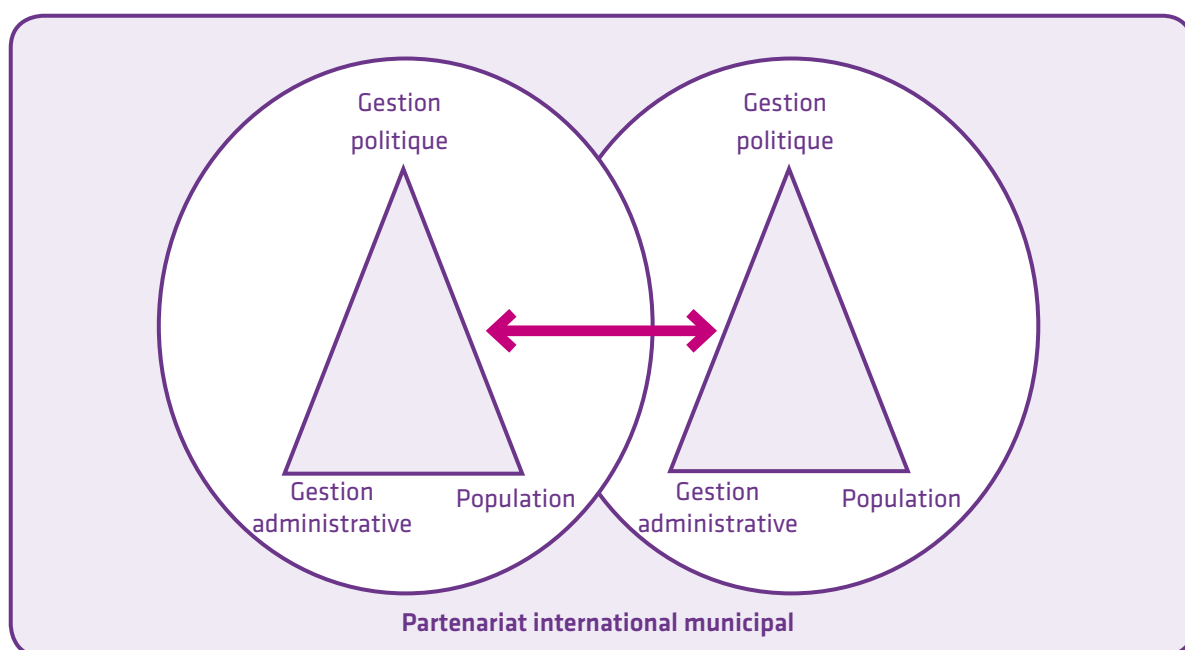 Gestion
politique
Gestion
administrative
Population
Gestion
politique
Gestion
administrative
Population
Partenariat international municipal